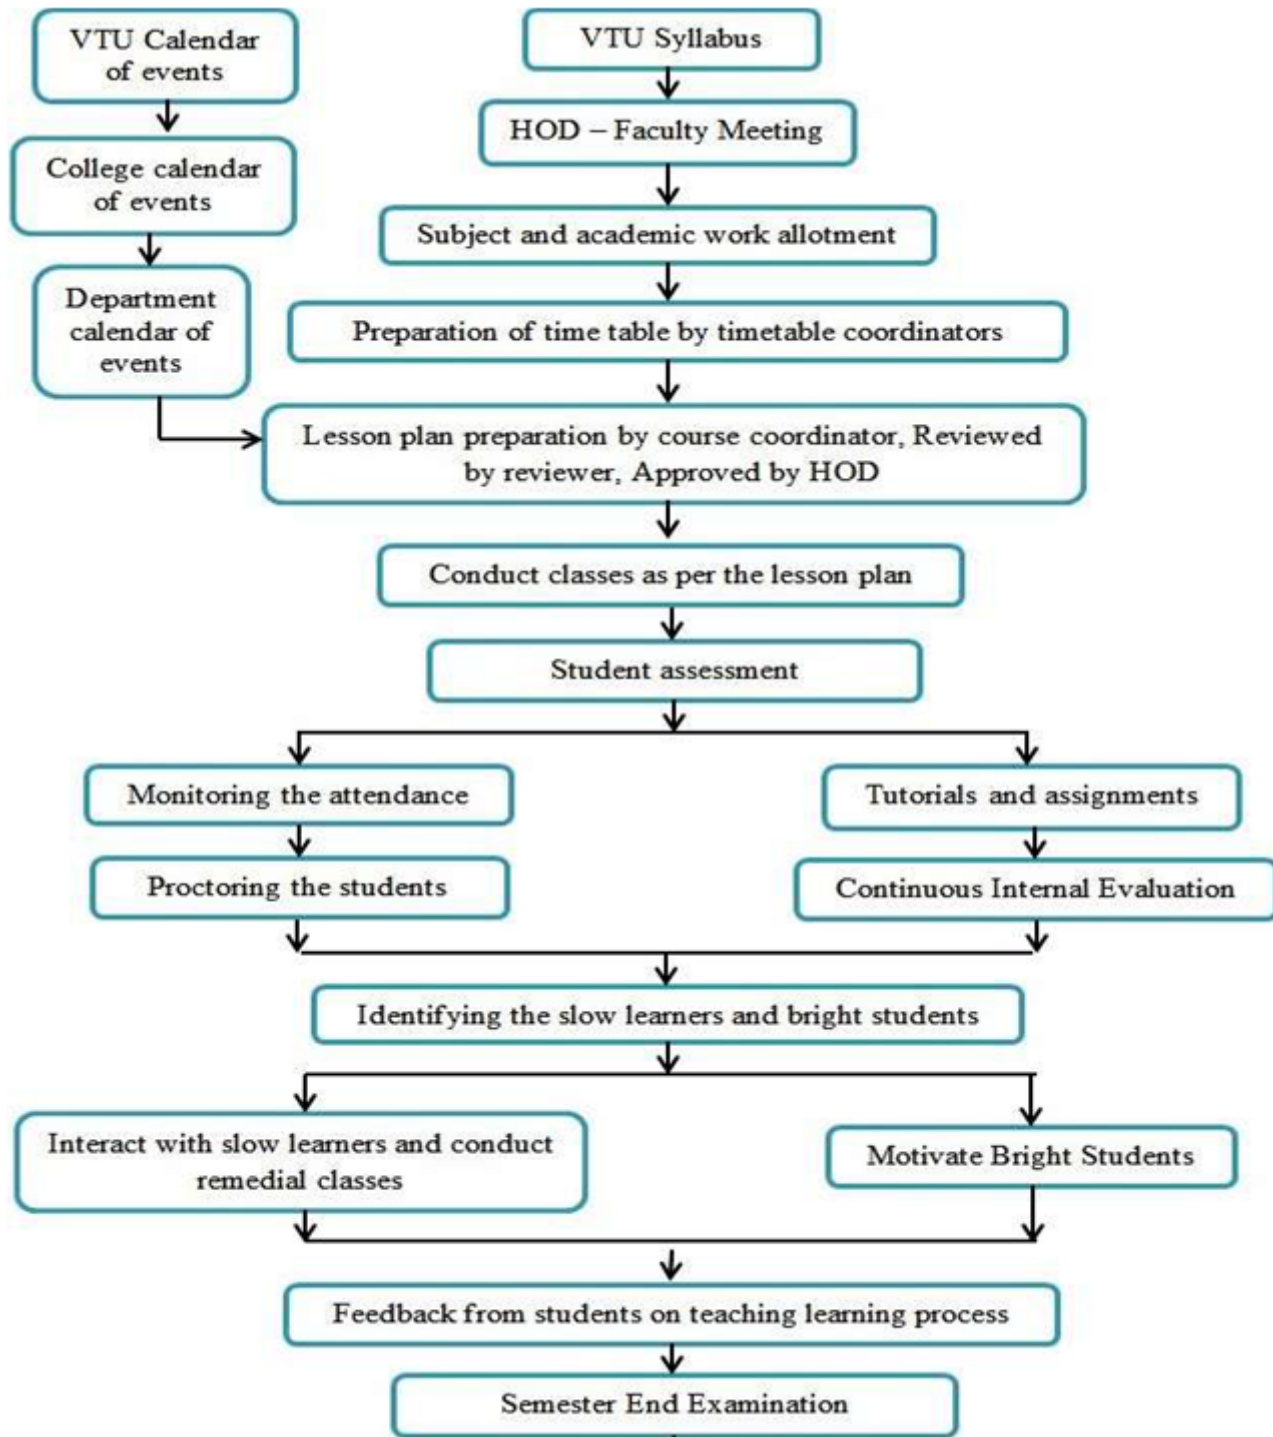 VTU Calendar
of events
College calendar
of events
Department
calendar of
events
VTU Syllabus
HOD – Faculty Meeting
Subject and academic work allotment
Preparation of time table by timetable coordinators
Lesson plan preparation by course coordinator, Reviewed
by reviewer, Approved by HOD
Conduct classes as per the lesson plan
Student assessment
Monitoring the attendance
Tutorials and assignments
Proctoring the students
Continuous Internal Evaluation
Identifying the slow learners and bright students
Interact with slow learners and conduct
remedial classes
Motivate Bright Students
Feedback from students on teaching learning process
Semester End Examination